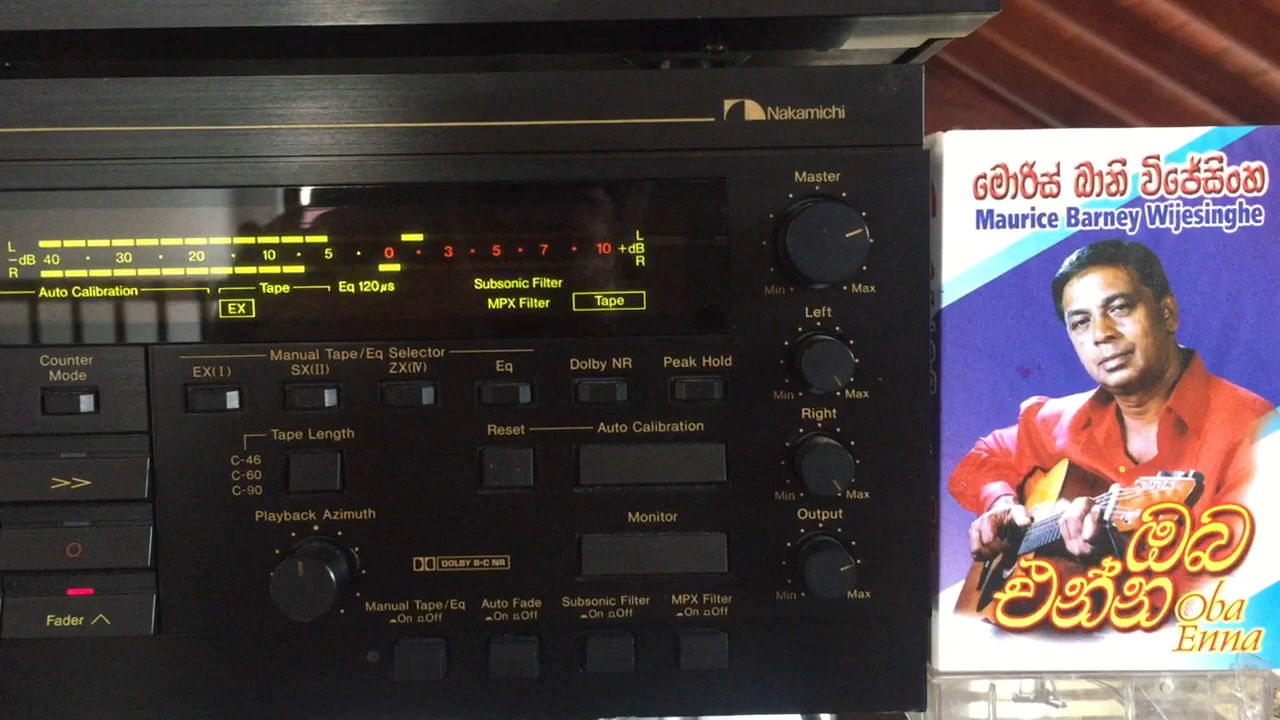 Nakamichi
L
-dB 40 · 30 · 20 · 10 · 5 · 0 · 3 · 5 · 7 · 10 +dB
R
L
R
Auto Calibration
Tape
Eq 120μs
EX
Subsonic Filter
MPX Filter
Tape
Counter
Mode
Manual Tape/Eq Selector
EX(I)
SX(II)
ZX(IV)
Eq
Dolby NR
Peak Hold
Tape Length
C-46
C-60
C-90
Reset
Auto Calibration
Playback Azimuth
Monitor
DOLBY B·C NR
Fader
Manual Tape/Eq
On Off
Auto Fade
On Off
Subsonic Filter
On Off
MPX Filter
On Off
Master
Min Max
Left
Min Max
Right
Min Max
Output
Min Max
මොරිස් බානි විජේසිංහ
Maurice Barney Wijesinghe
ඔබ
එන්න
Oba
Enna